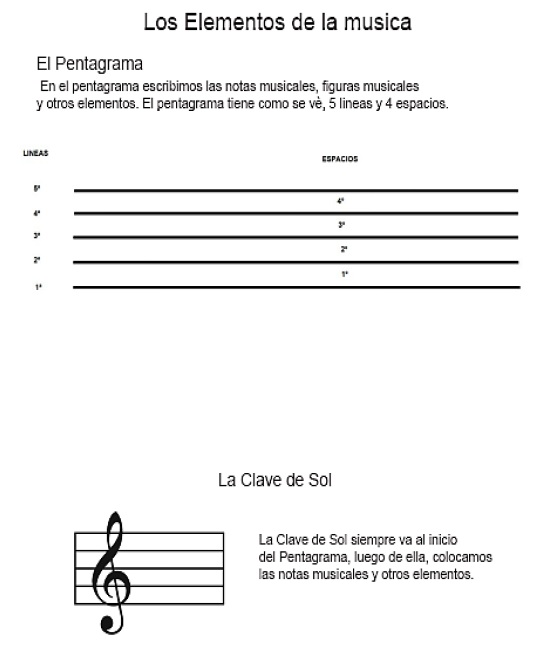 Los Elementos de la musica
El Pentagrama
En el pentagrama escribimos las notas musicales, figuras musicales
y otros elementos. El pentagrama tiene como se vè, 5 lineas y 4 espacios.
LINEAS
ESPACIOS
5ª
4ª
4ª
3ª
3ª
2ª
2ª
1ª
1ª
La Clave de Sol
La Clave de Sol siempre va al inicio
del Pentagrama, luego de ella, colocamos
las notas musicales y otros elementos.